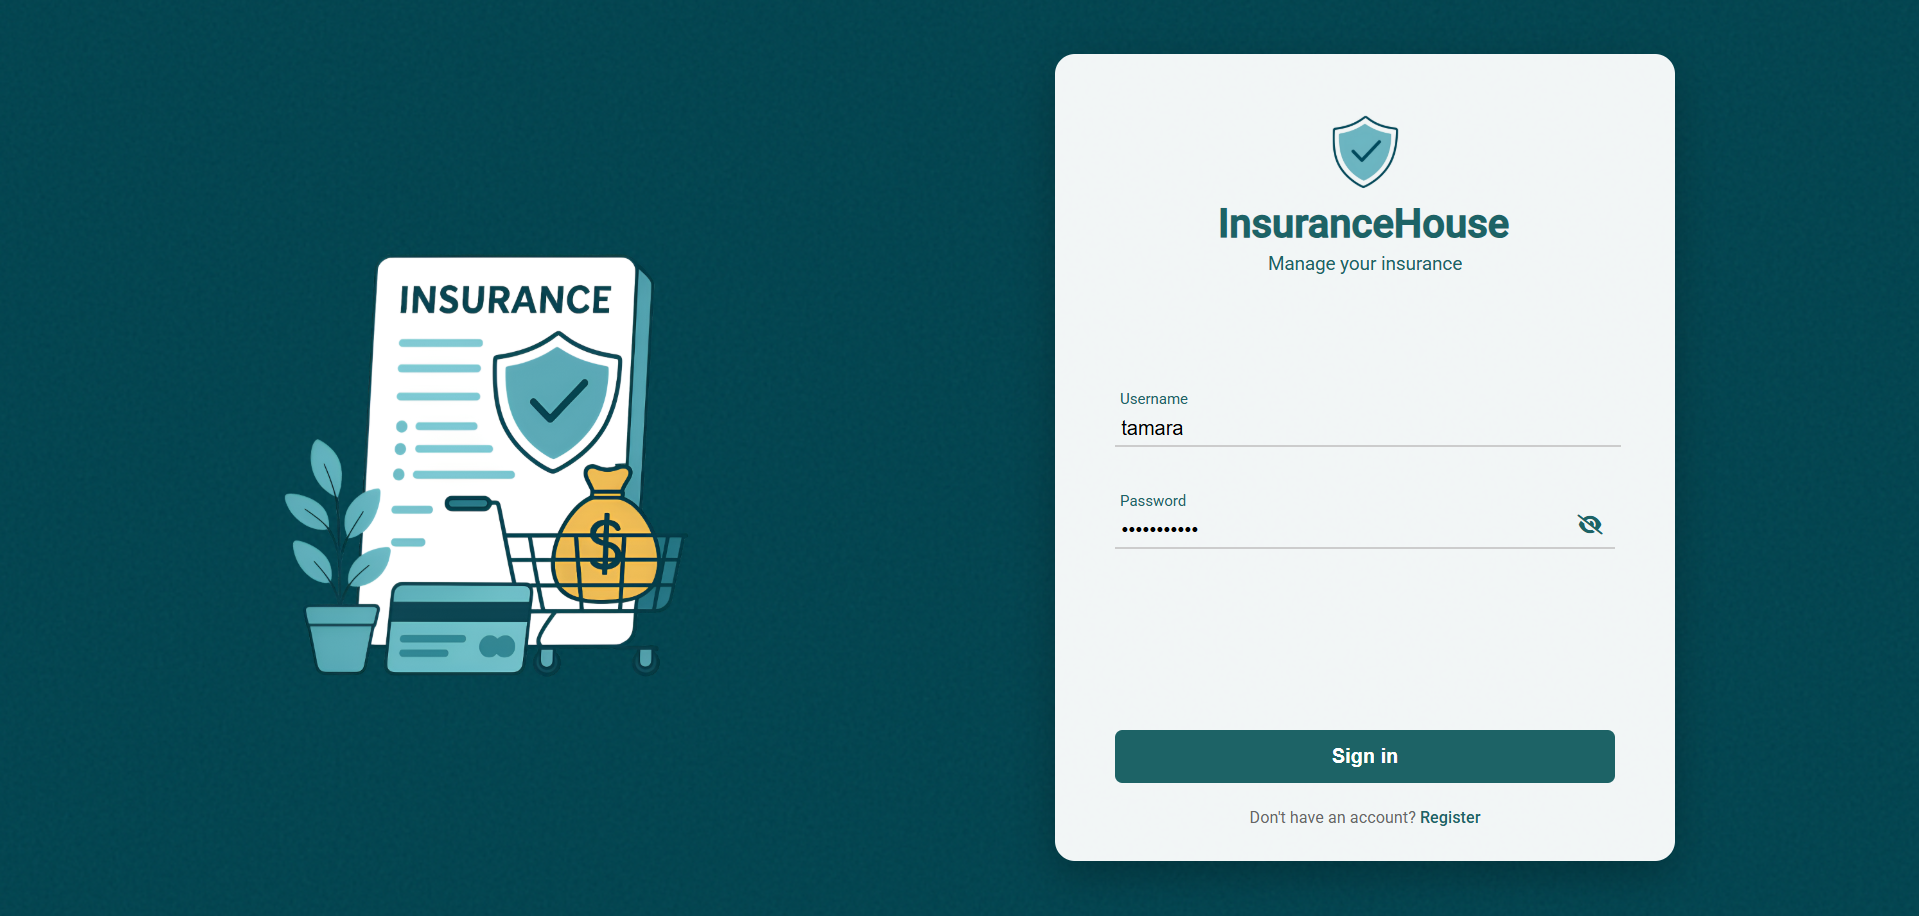 INSURANCE
$
InsuranceHouse
Manage your insurance
Username
tamara
Password
•••••••••••
Sign in
Don't have an account? Register